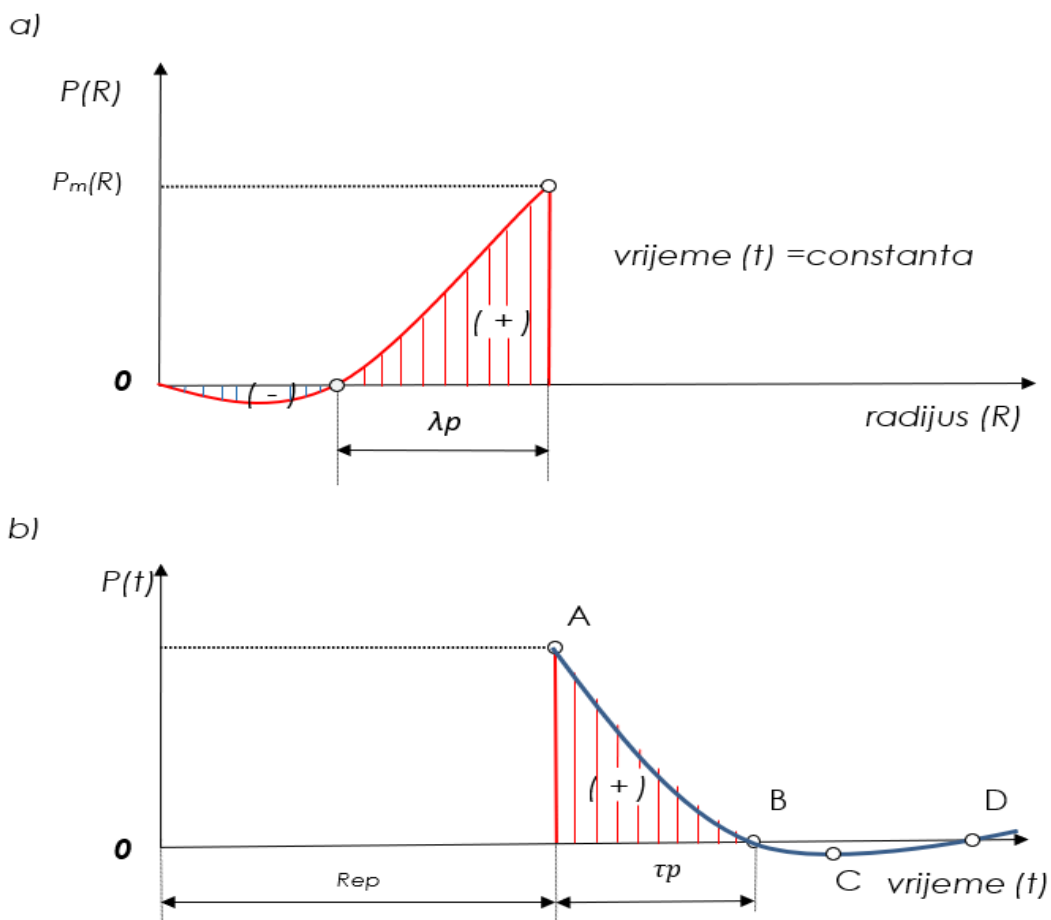 a)
P(R)
Pm(R)
vrijeme (t) =constanta
( + )
0
( - )
radijus (R)
λp
b)
P(t)
A
( + )
B
D
0
Rep
τp
C
vrijeme (t)